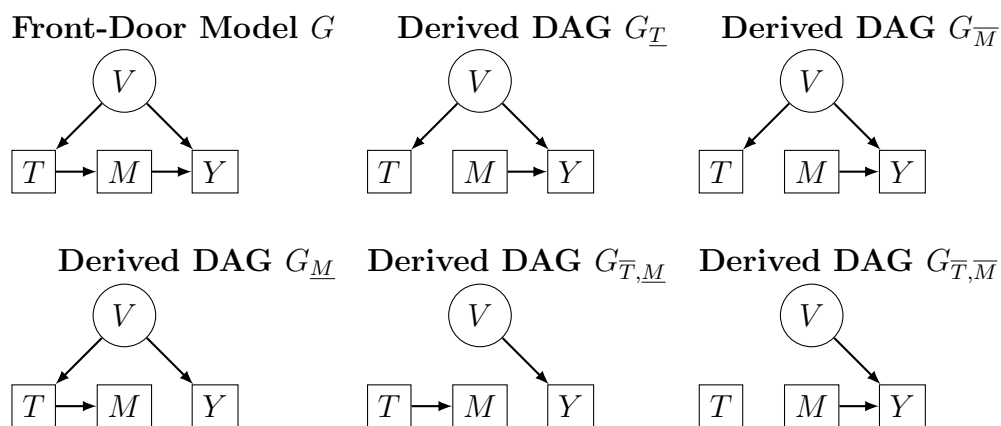 Front-Door Model G Derived DAG G_T Derived DAG G_M̅
V V V
T M Y T M Y T M Y
Derived DAG G_M Derived DAG G_T̅,M Derived DAG G_T̅,M̅
V V V
T M Y T M Y T M Y